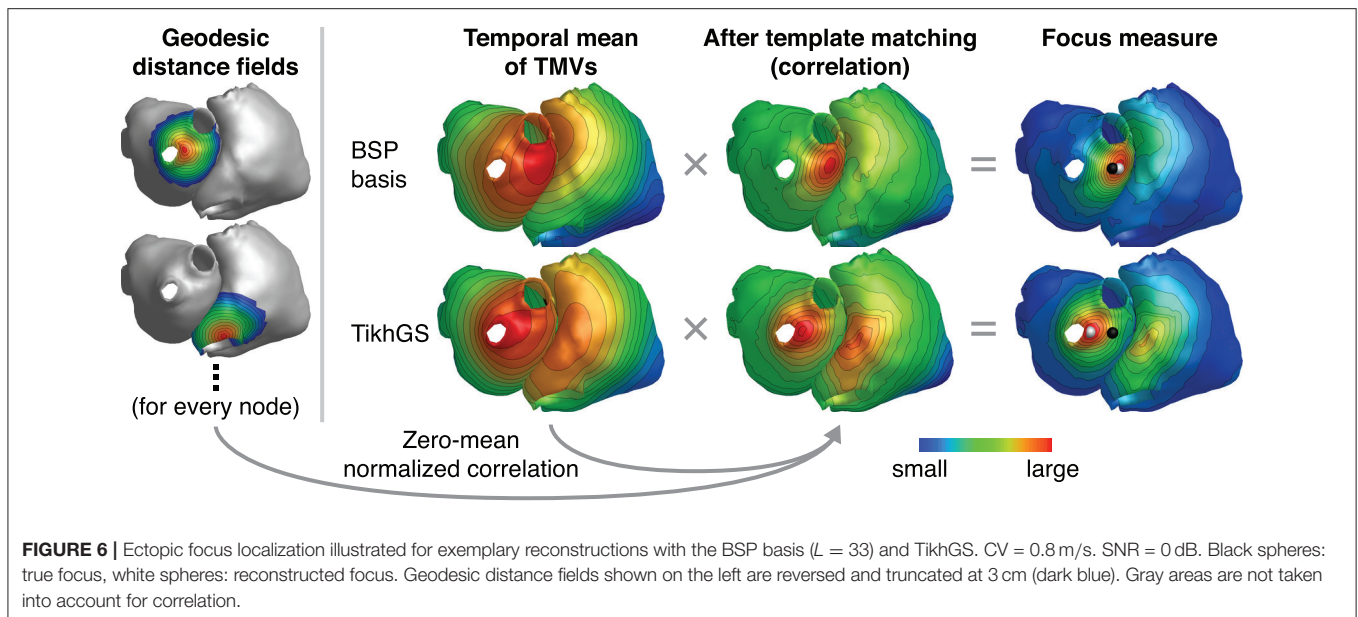 Geodesic
distance fields
Temporal mean
of TMVs
After template matching
(correlation)
Focus measure
BSP
basis
×
=
TikhGS
×
=
(for every node)
Zero-mean
normalized correlation
small
large
FIGURE 6 | Ectopic focus localization illustrated for exemplary reconstructions with the BSP basis (L = 33) and TikhGS. CV = 0.8 m/s. SNR = 0 dB. Black spheres:
true focus, white spheres: reconstructed focus. Geodesic distance fields shown on the left are reversed and truncated at 3 cm (dark blue). Gray areas are not taken
into account for correlation.